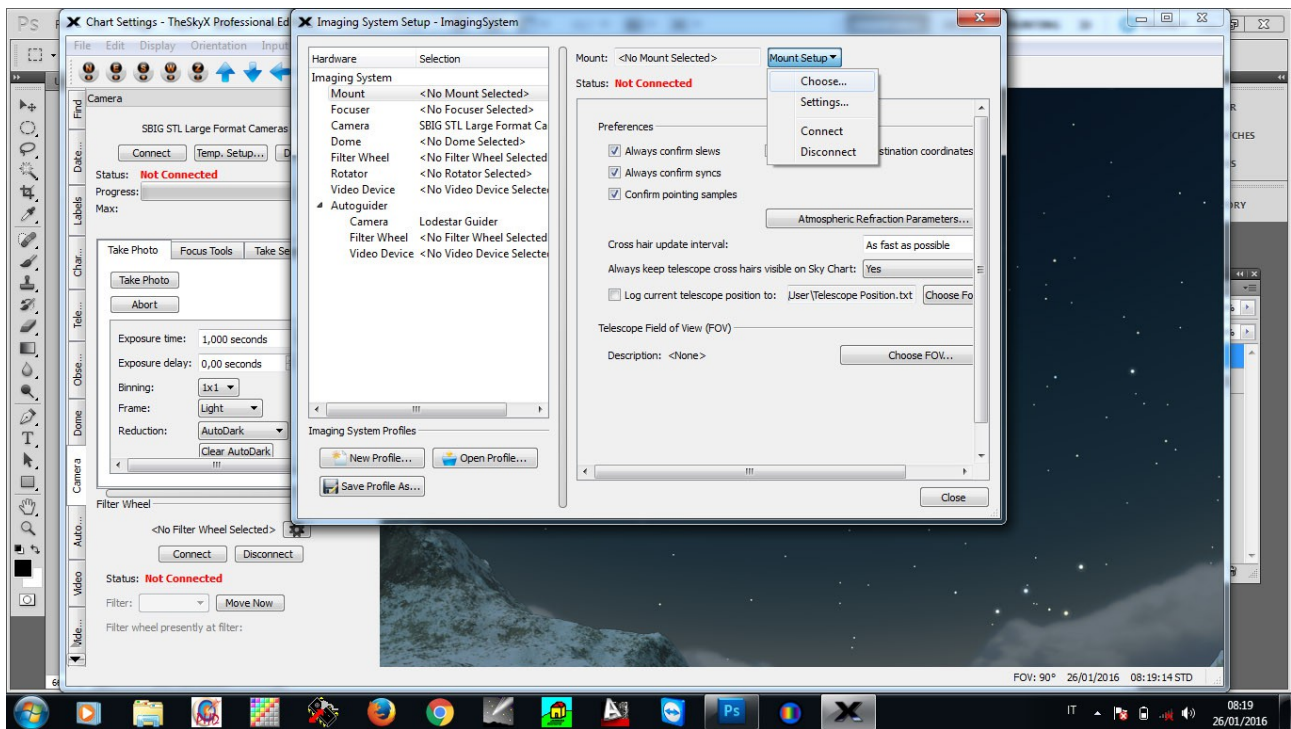 Ps
Chart Settings - TheSkyX Professional Ed
Imaging System Setup - ImagingSystem
File Edit Display Orientation Input
Find
Date...
Labels
Char...
Tele...
Obse...
Dome
Camera
Auto...
Video
Vide...
Camera
SBIG STL Large Format Cameras
Connect Temp. Setup... D
Status: Not Connected
Progress:
Max:
Take Photo Focus Tools Take Se
Take Photo
Abort
Exposure time: 1,000 seconds
Exposure delay: 0,00 seconds
Binning: 1x1
Frame: Light
Reduction: AutoDark
Clear AutoDark
Filter Wheel
<No Filter Wheel Selected>
Connect Disconnect
Status: Not Connected
Filter: Move Now
Filter wheel presently at filter:
Hardware Selection
Imaging System
Mount <No Mount Selected>
Focuser <No Focuser Selected>
Camera SBIG STL Large Format Ca
Dome <No Dome Selected>
Filter Wheel <No Filter Wheel Selected
Rotator <No Rotator Selected>
Video Device <No Video Device Selecte
Autoguider
Camera Lodestar Guider
Filter Wheel <No Filter Wheel Selected
Video Device <No Video Device Selecte
Imaging System Profiles
New Profile... Open Profile...
Save Profile As...
Mount: <No Mount Selected> Mount Setup
Status: Not Connected
Choose...
Settings...
Connect
Disconnect
Preferences
Always confirm slews stination coordinates
Always confirm syncs
Confirm pointing samples
Atmospheric Refraction Parameters...
Cross hair update interval: As fast as possible
Always keep telescope cross hairs visible on Sky Chart: Yes
Log current telescope position to: User\Telescope Position.txt Choose Fo
Telescope Field of View (FOV)
Description: <None> Choose FOV...
Close
CHES
RY
FOV: 90° 26/01/2016 08:19:14 STD
Ps
IT
08:19
26/01/2016